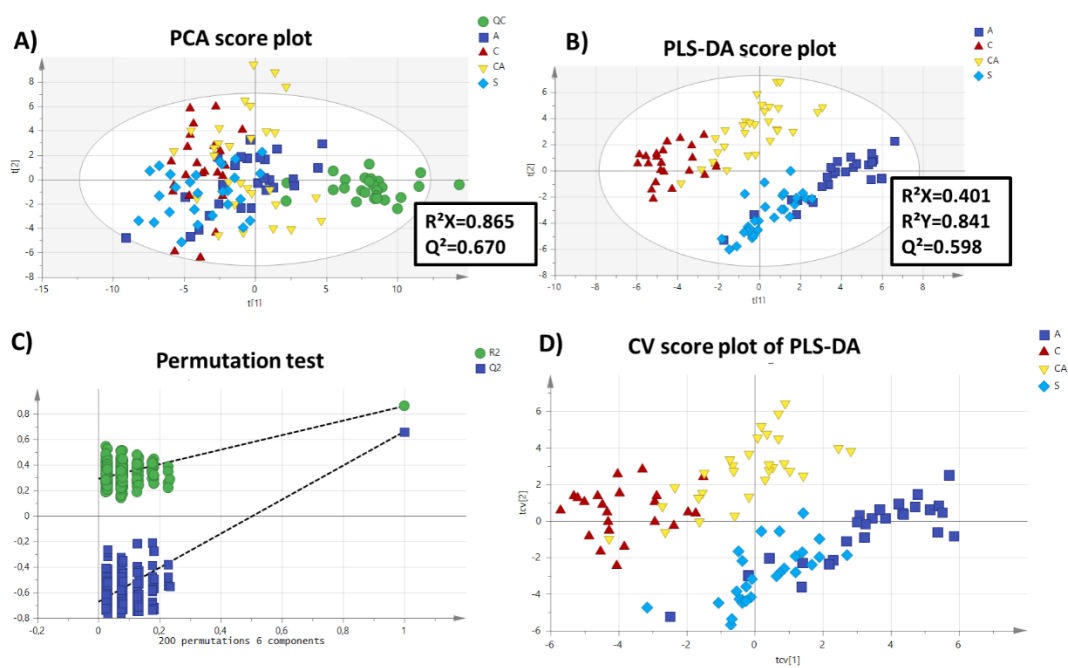 A)
PCA score plot
QC
A
C
CA
S
t[2]
8
6
4
2
0
-2
-4
-6
-8
-15
-10
-5
0
5
10
15
t[1]
R²X=0.865
Q²=0.670
B)
PLS-DA score plot
A
C
CA
S
t[2]
8
6
4
2
0
-2
-4
-6
-8
-10
-8
-6
-4
-2
0
2
4
6
8
10
t[1]
R²X=0.401
R²Y=0.841
Q²=0.598
C)
Permutation test
R2
Q2
0,8
0,6
0,4
0,2
0
-0,2
-0,4
-0,6
-0,8
-0,2
0
0,2
0,4
0,6
0,8
1
200 permutations 6 components
D)
CV score plot of PLS-DA
A
C
CA
S
tcv[2]
6
4
2
0
-2
-4
-6
-6
-4
-2
0
2
4
6
tcv[1]